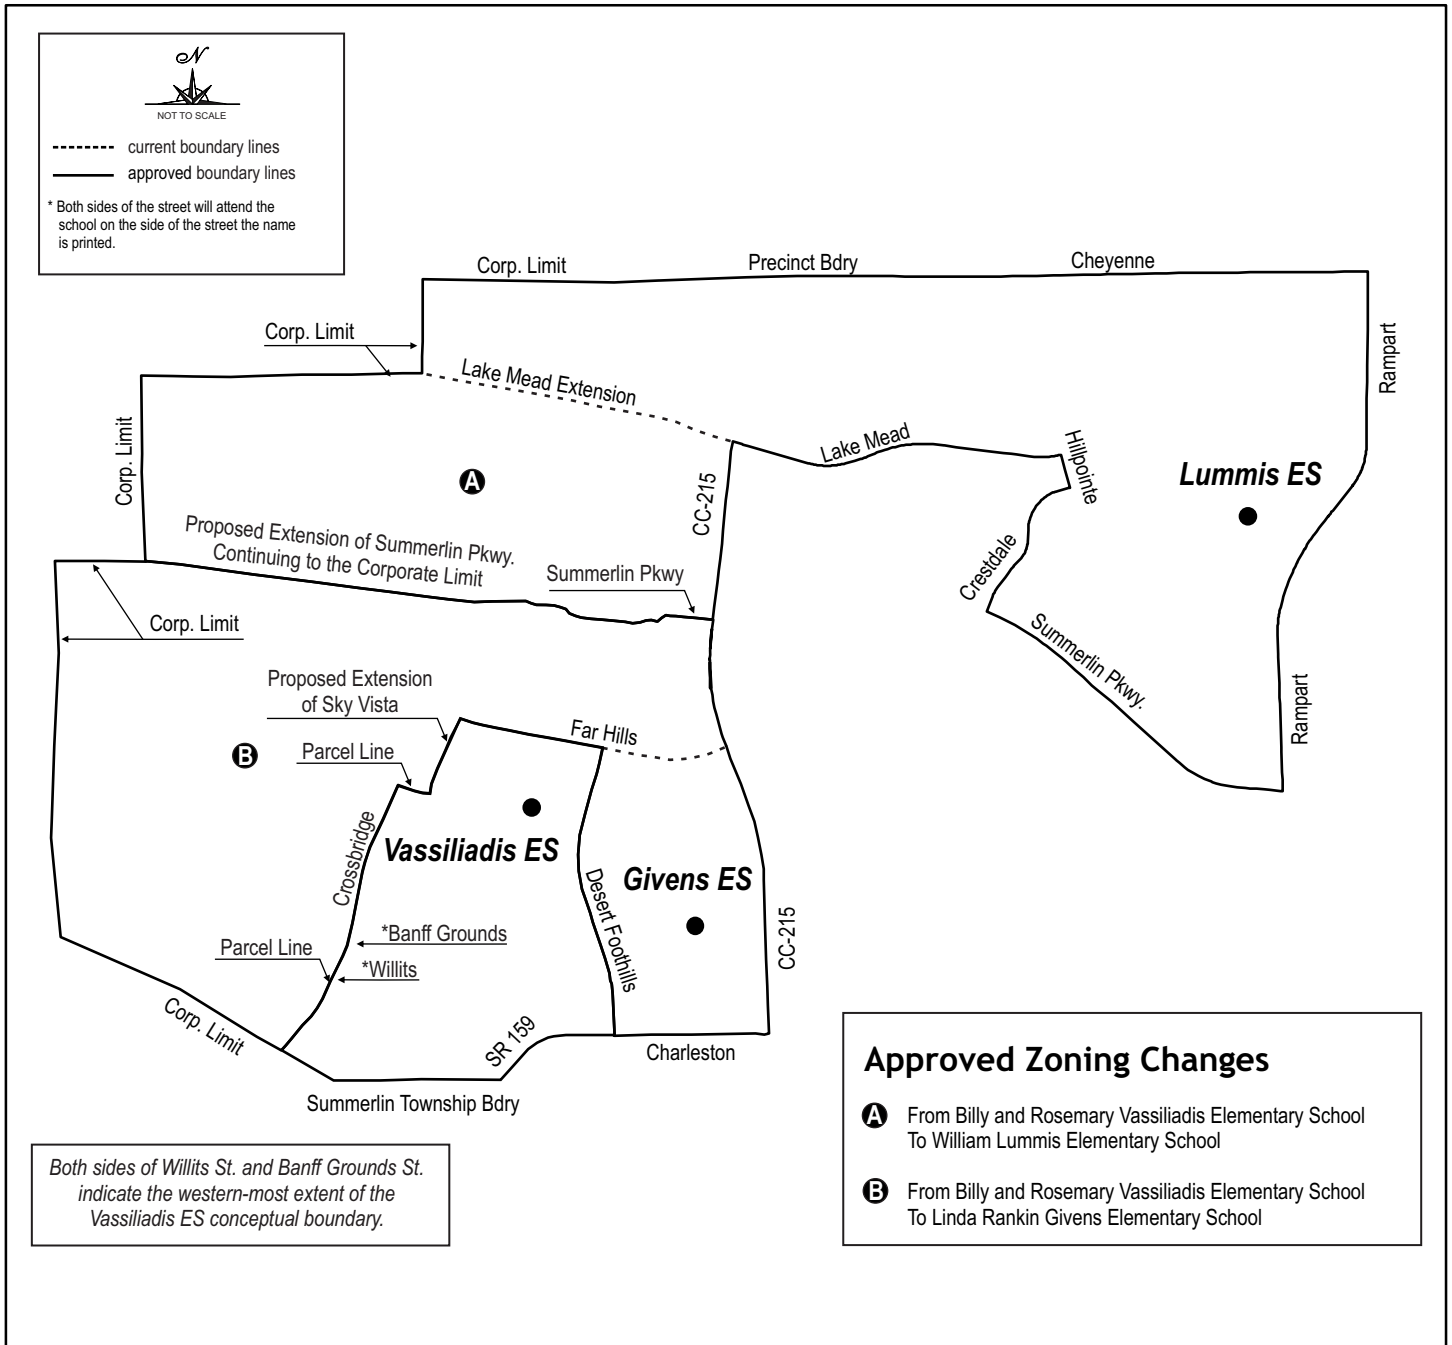 N
NOT TO SCALE
current boundary lines
approved boundary lines
* Both sides of the street will attend the
school on the side of the street the name
is printed.
Corp. Limit
Precinct Bdry
Cheyenne
Corp. Limit
Rampart
Lake Mead Extension
Corp. Limit
Lake Mead
Hillpointe
Lummis ES
A
CC-215
Proposed Extension of Summerlin Pkwy.
Continuing to the Corporate Limit
Summerlin Pkwy
Crestdale
Corp. Limit
Summerlin Pkwy.
Proposed Extension
of Sky Vista
Far Hills
Rampart
B
Parcel Line
Crossbridge
Vassiliadis ES
Givens ES
Desert Foothills
*Banff Grounds
CC-215
Parcel Line
*Willits
Corp. Limit
SR 159
Charleston
Summerlin Township Bdry
Approved Zoning Changes
A From Billy and Rosemary Vassiliadis Elementary School
To William Lummis Elementary School
B From Billy and Rosemary Vassiliadis Elementary School
To Linda Rankin Givens Elementary School
Both sides of Willits St. and Banff Grounds St.
indicate the western-most extent of the
Vassiliadis ES conceptual boundary.